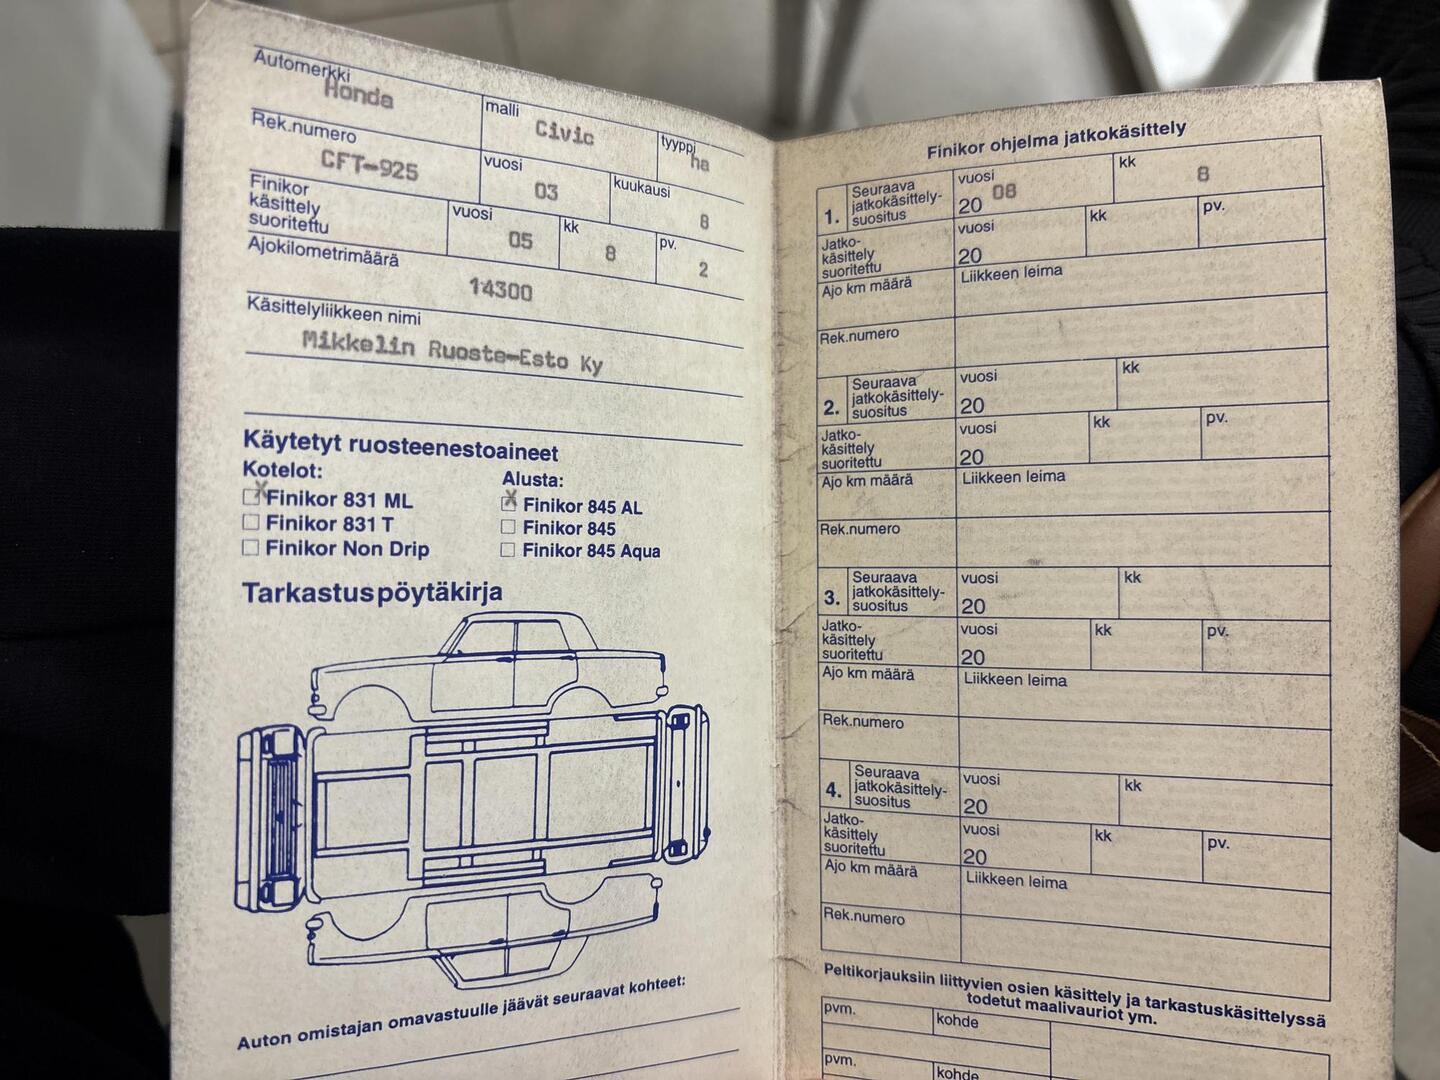 Automerkki
Honda
malli
Civic
tyyppi
ha
Rek.numero
CFT-925
vuosi
03
kuukausi
8
Finikor
käsittely
suoritettu
vuosi
05
kk
8
pv.
2
Ajokilometrimäärä
14300
Käsittelyliikkeen nimi
Mikkelin Ruoste-Esto Ky
Käytetyt ruosteenestoaineet
Kotelot:
X Finikor 831 ML
Finikor 831 T
Finikor Non Drip
Alusta:
X Finikor 845 AL
Finikor 845
Finikor 845 Aqua
Tarkastuspöytäkirja
Auton omistajan omavastuulle jäävät seuraavat kohteet:
Finikor ohjelma jatkokäsittely
1.
Seuraava
jatkokäsittely-
suositus
vuosi
20 08
kk
8
Jatko-
käsittely
suoritettu
vuosi
20
kk
pv.
Ajo km määrä
Liikkeen leima
Rek.numero
2.
Seuraava
jatkokäsittely-
suositus
vuosi
20
kk
Jatko-
käsittely
suoritettu
vuosi
20
kk
pv.
Ajo km määrä
Liikkeen leima
Rek.numero
3.
Seuraava
jatkokäsittely-
suositus
vuosi
20
kk
Jatko-
käsittely
suoritettu
vuosi
20
kk
pv.
Ajo km määrä
Liikkeen leima
Rek.numero
4.
Seuraava
jatkokäsittely-
suositus
vuosi
20
kk
Jatko-
käsittely
suoritettu
vuosi
20
kk
pv.
Ajo km määrä
Liikkeen leima
Rek.numero
Peltikorjauksiin liittyvien osien käsittely ja tarkastuskäsittelyssä
todetut maalivauriot ym.
pvm.
kohde
pvm.
kohde